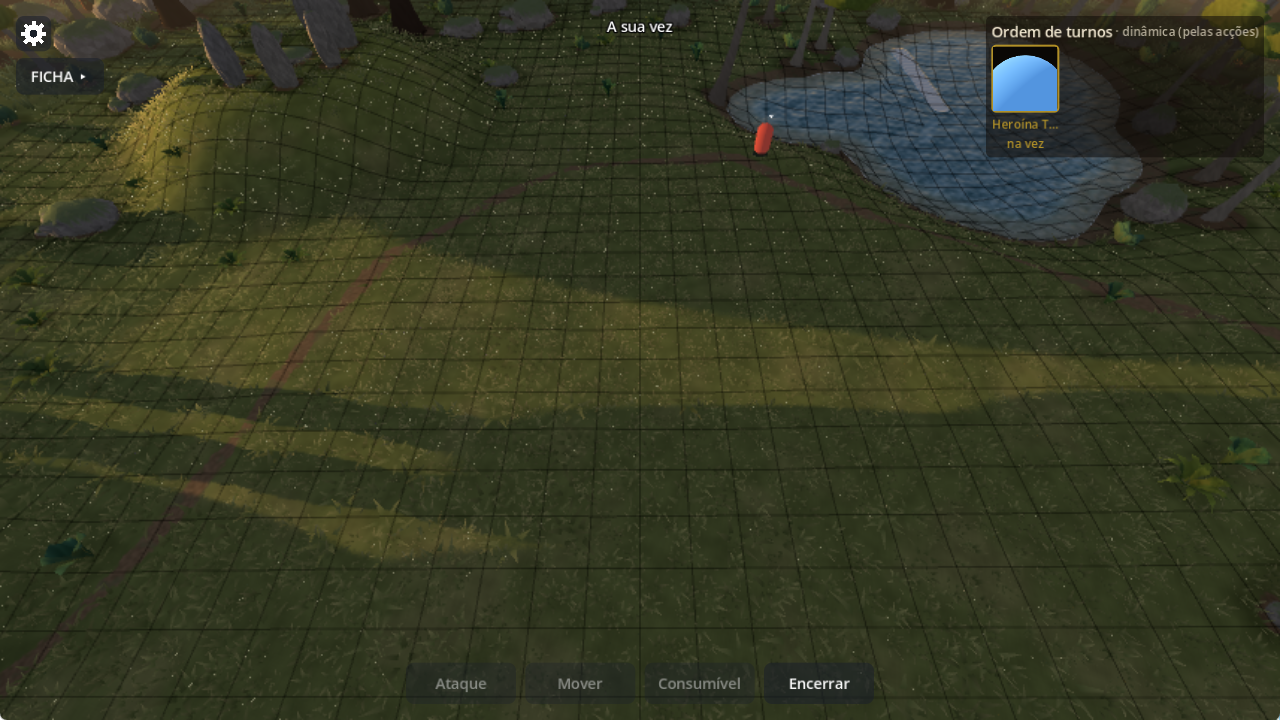 A sua vez
FICHA ▸
Ordem de turnos · dinâmica (pelas acções)
Heroína T...
na vez
Ataque
Mover
Consumível
Encerrar